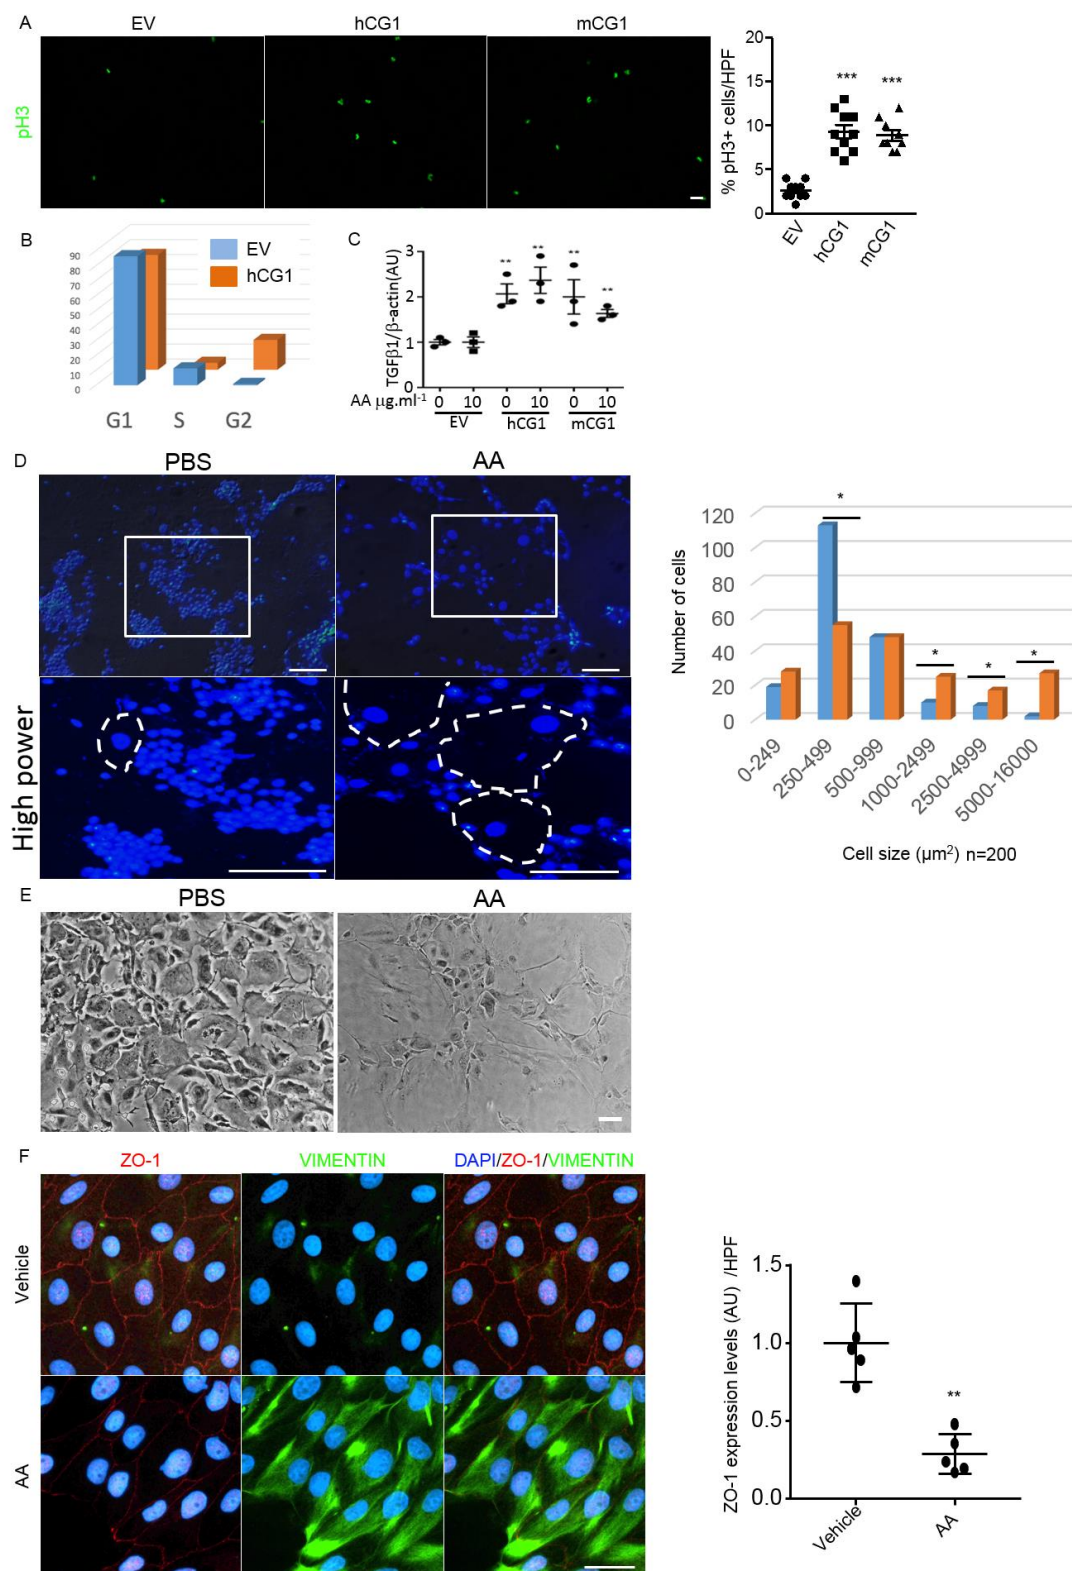 A
EV
hCG1
mCG1
pH3
% pH3+ cells/HPF
20
15
10
5
0
***
***
EV
hCG1
mCG1
B
90
80
70
60
50
40
30
20
10
0
EV
hCG1
G1
S
G2
C
TGFβ1/β-actin(AU)
3
2
1
0
**
**
**
**
AA µg.ml-1
0
10
0
10
0
10
EV
hCG1
mCG1
D
PBS
AA
High power
Number of cells
120
100
80
60
40
20
0
*
*
*
*
0-249
250-499
500-999
1000-2499
2500-4999
5000-16000
Cell size (µm2) n=200
E
PBS
AA
F
ZO-1
VIMENTIN
DAPI/ZO-1/VIMENTIN
Vehicle
AA
ZO-1 expression levels (AU) /HPF
1.5
1.0
0.5
0.0
**
Vehicle
AA